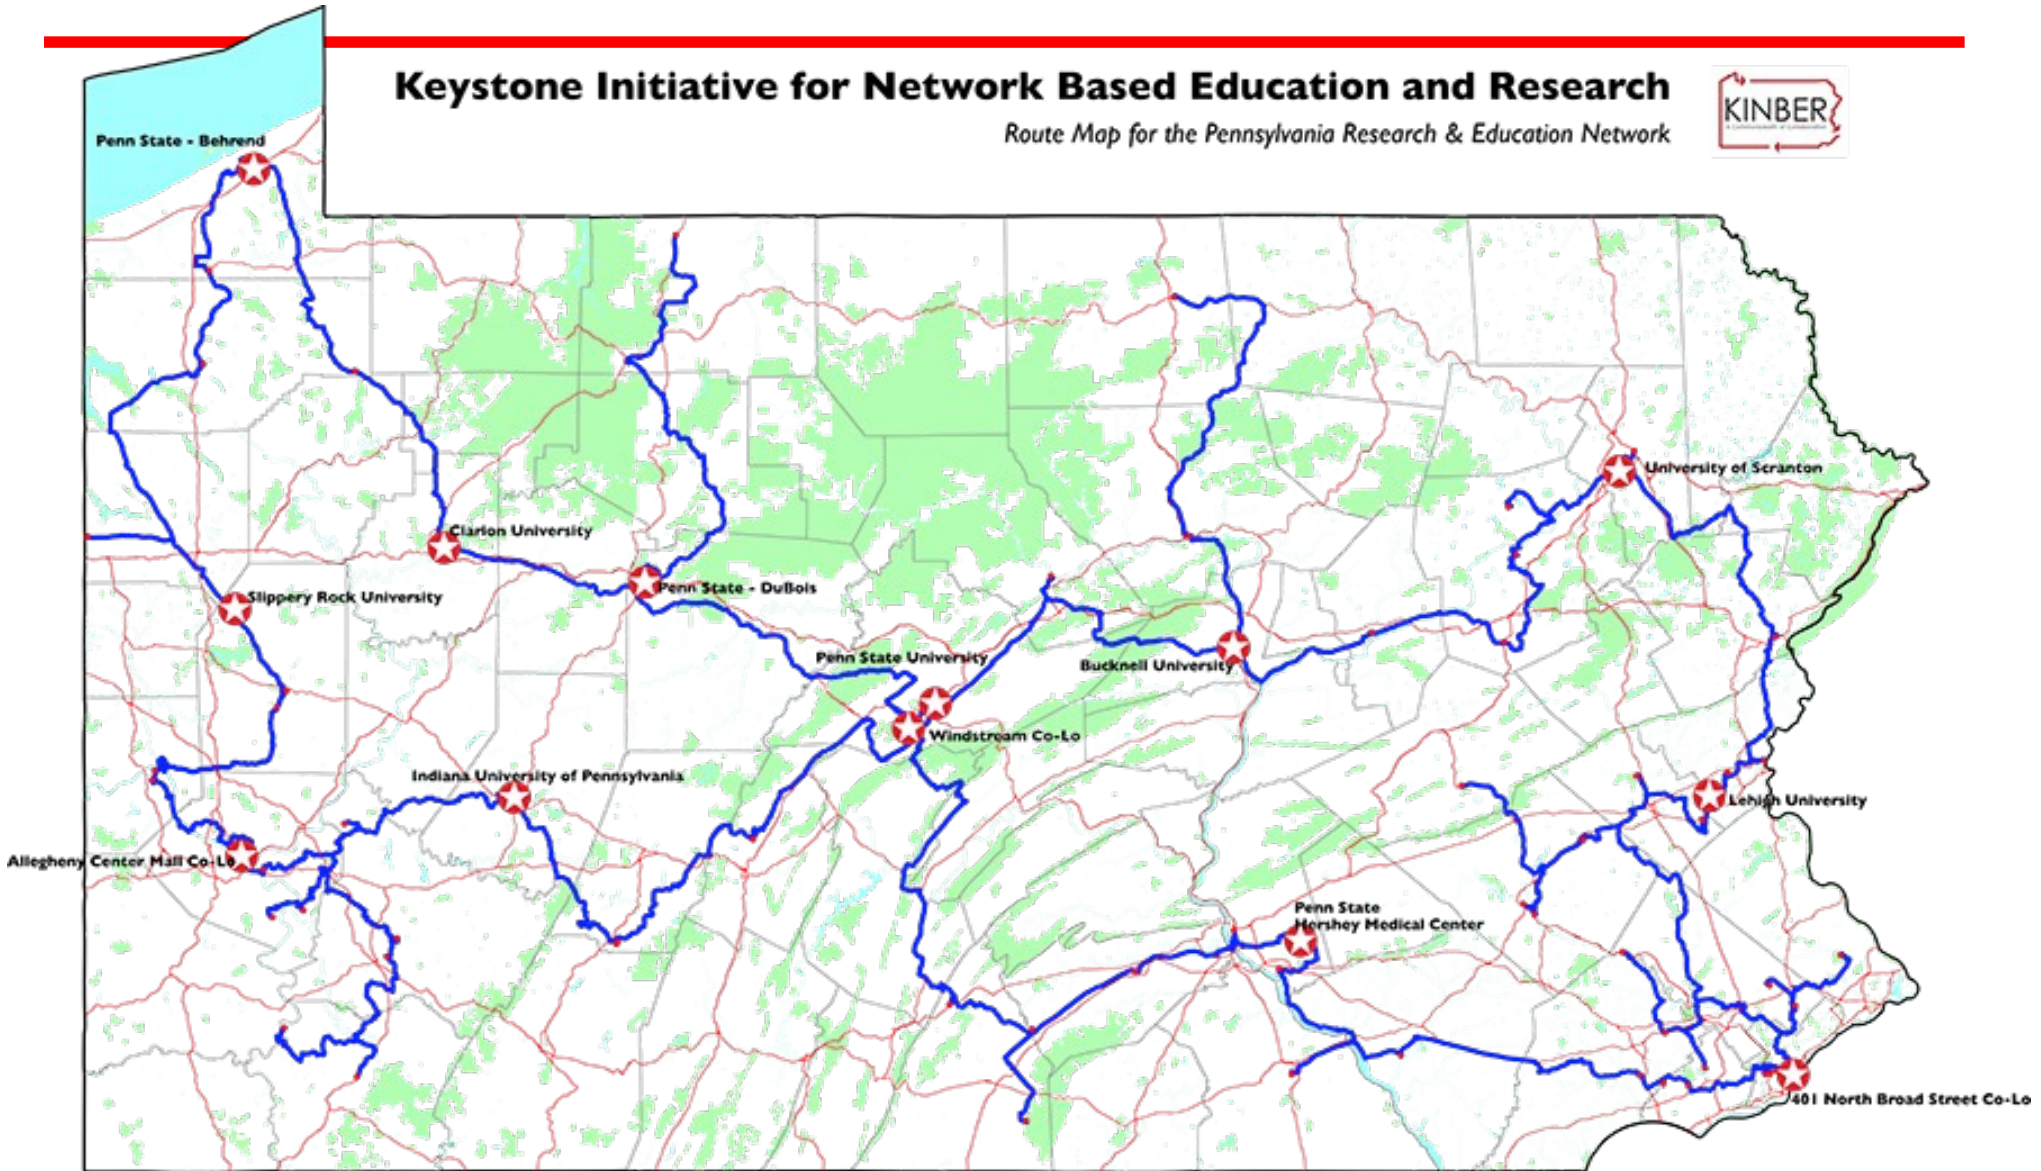 Keystone Initiative for Network Based Education and Research
Route Map for the Pennsylvania Research & Education Network
KINBER
Penn State - Behrend
University of Scranton
Clarion University
Penn State - DuBois
Slippery Rock University
Penn State University
Bucknell University
Windstream Co-Lo
Indiana University of Pennsylvania
Lehigh University
Allegheny Center Mall Co-Lo
Penn State
Hershey Medical Center
401 North Broad Street Co-Lo